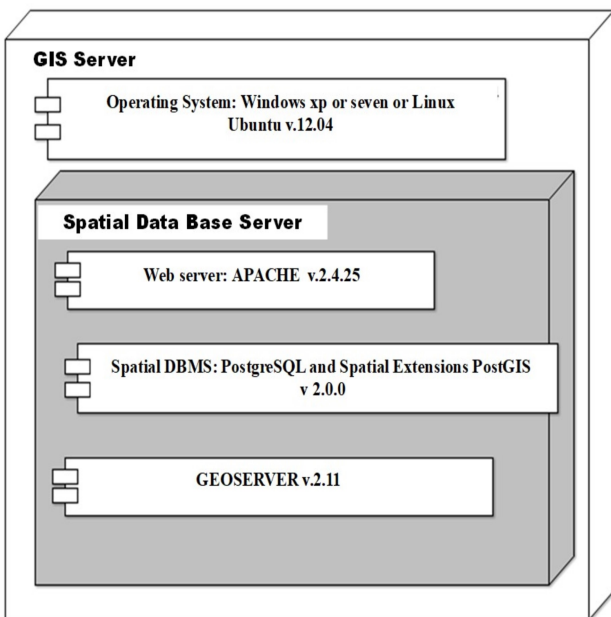 GIS Server
Operating System: Windows xp or seven or Linux
Ubuntu v.12.04
Spatial Data Base Server
Web server: APACHE v.2.4.25
Spatial DBMS: PostgreSQL and Spatial Extensions PostGIS
v 2.0.0
GEOSERVER v.2.11